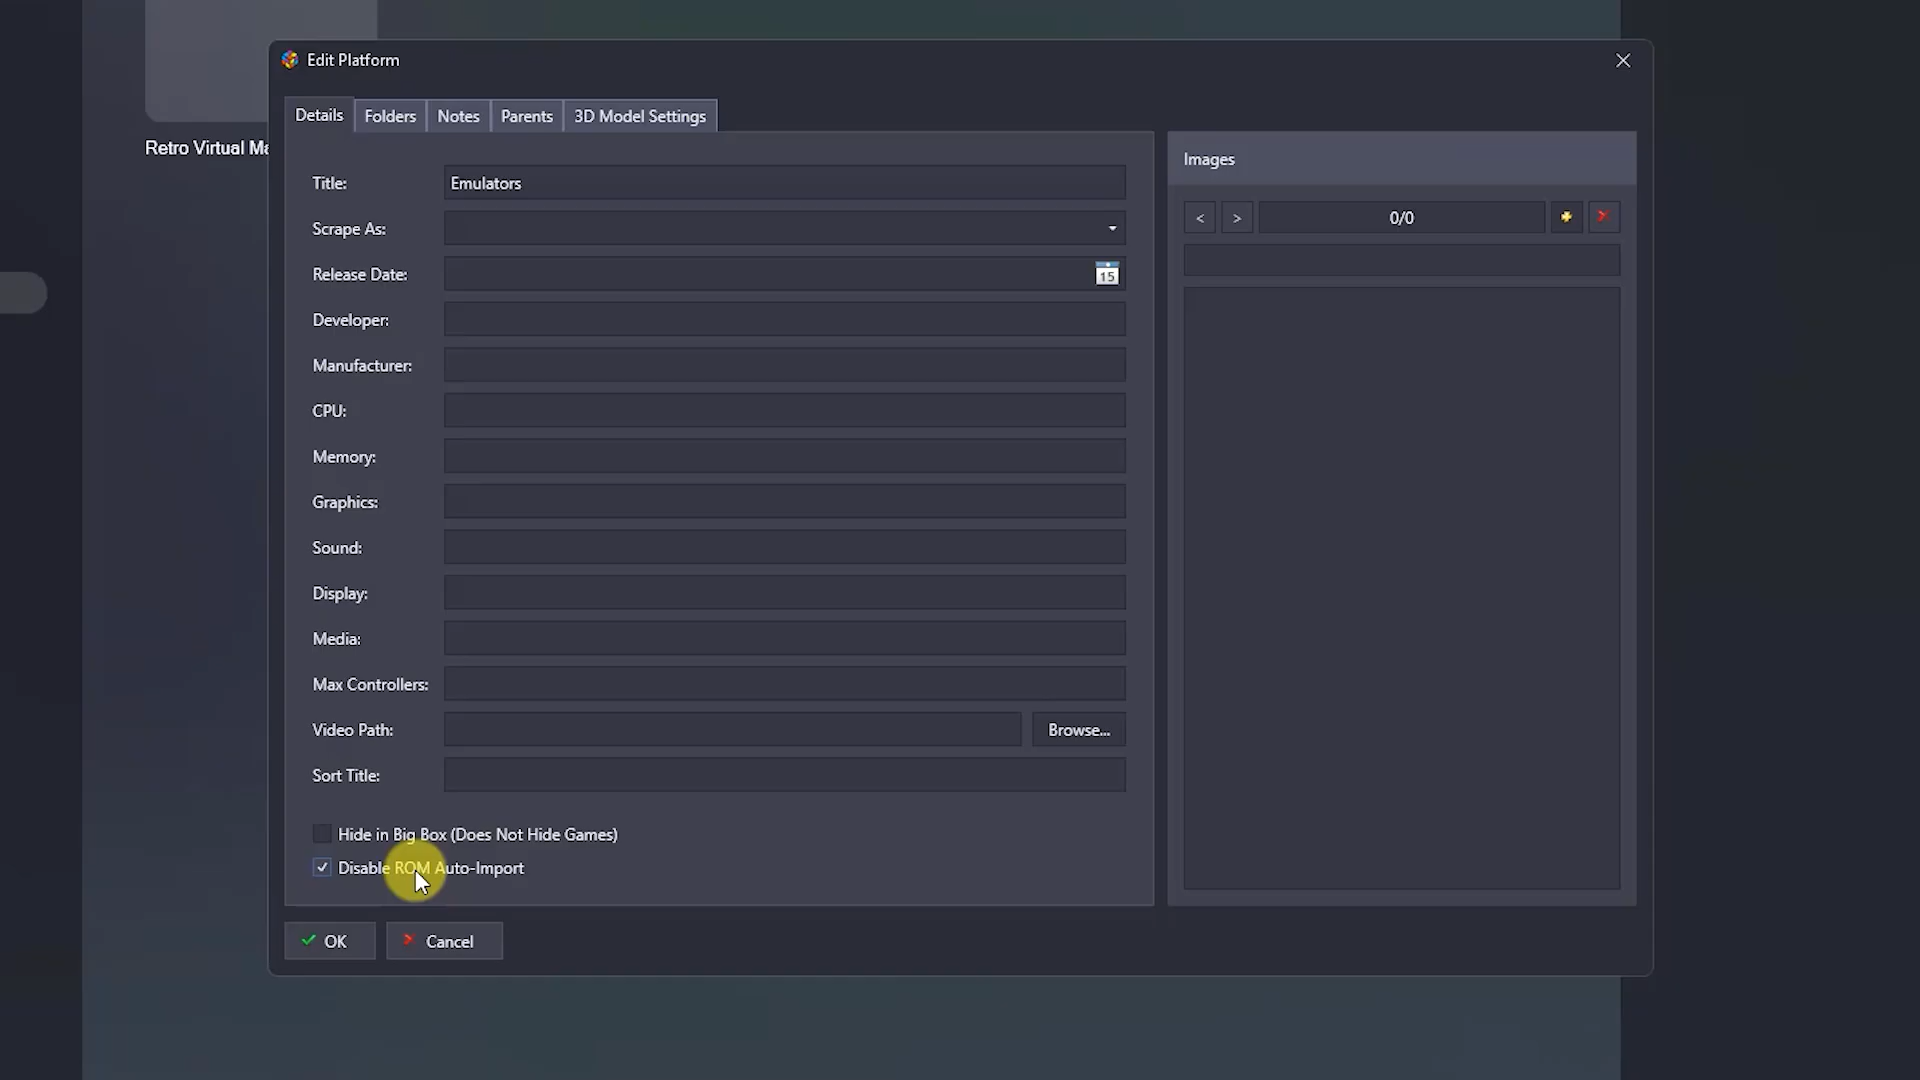 Edit Platform
Details
Folders
Notes
Parents
3D Model Settings
Retro Virtual Ma
Title:
Emulators
Scrape As:
Release Date:
15
Developer:
Manufacturer:
CPU:
Memory:
Graphics:
Sound:
Display:
Media:
Max Controllers:
Video Path:
Browse...
Sort Title:
Hide in Big Box (Does Not Hide Games)
Disable ROM Auto-Import
OK
Cancel
Images
<
>
0/0